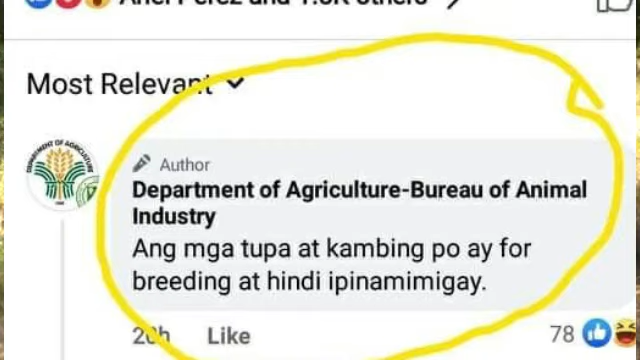 Most Relevant
Author
Department of Agriculture-Bureau of Animal
Industry
Ang mga tupa at kambing po ay for
breeding at hindi ipinamimigay.
20h Like 78